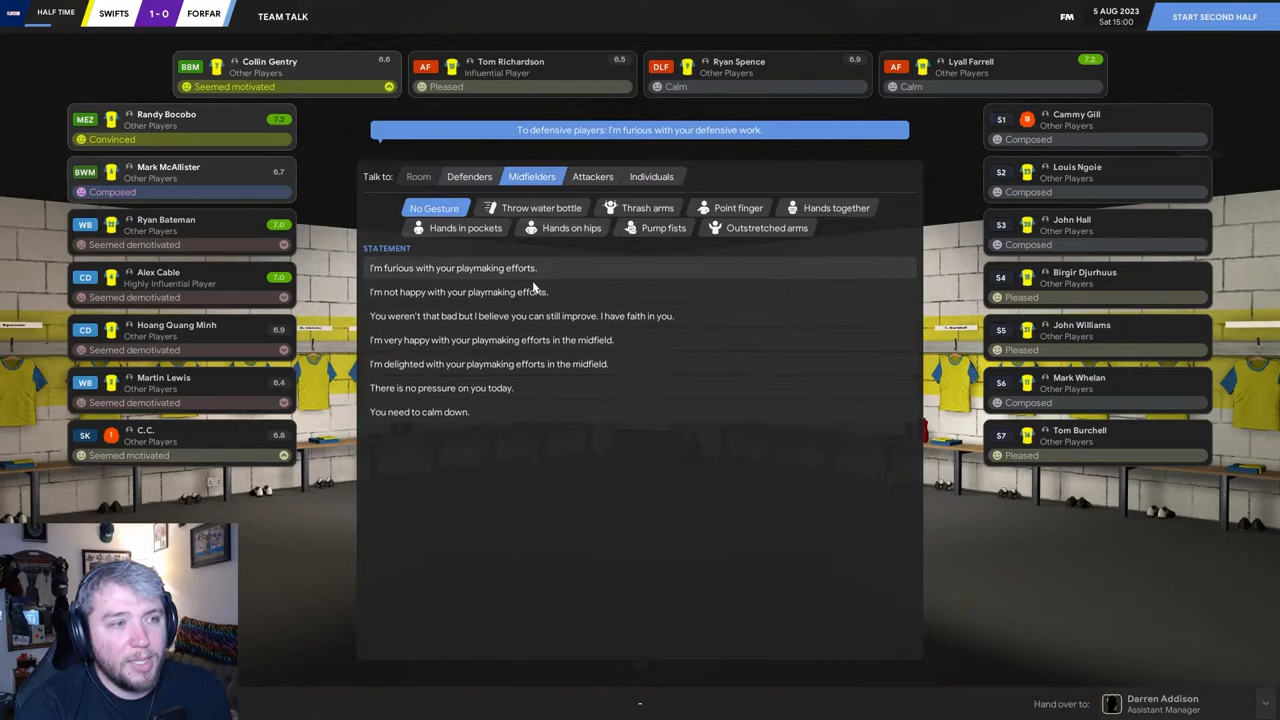 HALF TIME
SWIFTS 1 - 0 FORFAR
TEAM TALK
FM
5 AUG 2023
Sat 15:00
START SECOND HALF
BBM 7 Collin Gentry 6.6
Other Players
Seemed motivated
AF 10 Tom Richardson 6.5
Influential Player
Pleased
DLF 9 Ryan Spence 6.9
Other Players
Calm
AF Lyall Farrell 7.2
Other Players
Calm
MEZ Randy Bocobo 7.2
Other Players
Convinced
BWM Mark McAllister 6.7
Other Players
Composed
WB Ryan Bateman 7.0
Other Players
Seemed demotivated
CD Alex Cable 7.0
Highly Influential Player
Seemed demotivated
CD Hoang Quang Minh 6.9
Other Players
Seemed demotivated
WB Martin Lewis 6.4
Other Players
Seemed demotivated
SK 1 C.C. 6.8
Other Players
Seemed motivated
To defensive players: I'm furious with your defensive work.
Talk to: Room Defenders Midfielders Attackers Individuals
No Gesture Throw water bottle Thrash arms Point finger Hands together
Hands in pockets Hands on hips Pump fists Outstretched arms
STATEMENT
I'm furious with your playmaking efforts.
I'm not happy with your playmaking efforts.
You weren't that bad but I believe you can still improve. I have faith in you.
I'm very happy with your playmaking efforts in the midfield.
I'm delighted with your playmaking efforts in the midfield.
There is no pressure on you today.
You need to calm down.
S1 Cammy Gill
Other Players
Composed
S2 Louis Ngoie
Other Players
Composed
S3 John Hall
Other Players
Composed
S4 Birgir Djurhuus
Other Players
Pleased
S5 John Williams
Other Players
Pleased
S6 Mark Whelan
Other Players
Composed
S7 Tom Burchell
Other Players
Pleased
Hand over to: Darren Addison
Assistant Manager